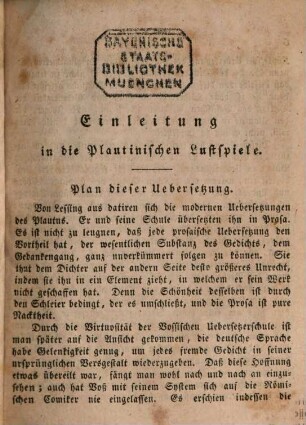 BAYERISCHE
STAATS-
BIBLIOTHEK
MUENCHEN
Einleitung
in die Plautinischen Lustspiele.
Plan dieser Uebersetzung.
Von Lessing aus datiren sich die modernen Uebersetzungen
des Plautus. Er und seine Schule übersetzten ihn in Prosa.
Es ist nicht zu leugnen, daß jede prosaische Uebersetzung den
Vortheil hat, der wesentlichen Substanz des Gedichts, dem
Gedankengang, ganz unverkümmert folgen zu können. Sie
thut dem Dichter auf der andern Seite desto größeres Unrecht,
indem sie ihn in ein Element zieht, in welchem er sein Werk
nicht geschaffen hat. Denn die Schönheit desselben ist durch
den Schleier bedingt, der es umschließt, und die Prosa ist pure
Nacktheit.
Durch die Virtuosität der Vossischen Uebersetzerschule ist
man später auf die Ansicht gekommen, die deutsche Sprache
habe Gelenkigkeit genug, um jedes fremde Gedicht in seiner
ursprünglichen Versgestalt wiederzugeben. Daß diese Hoffnung
etwas übereilt war, fängt man wohl nach und nach an einzu-
sehen; auch hat Voß mit seinem System sich auf die Römi-
schen Comiker nie eingelassen. Es erschien indessen die